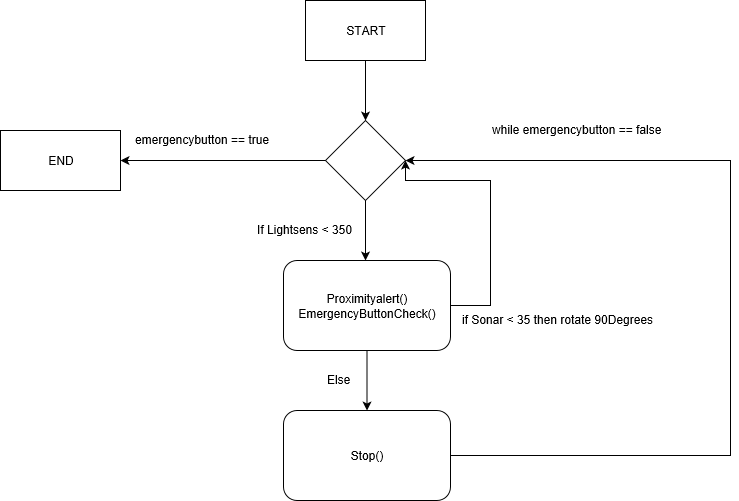 START
while emergencybutton == false
emergencybutton == true
END
If Lightsens < 350
Proximityalert()
EmergencyButtonCheck()
if Sonar < 35 then rotate 90Degrees
Else
Stop()